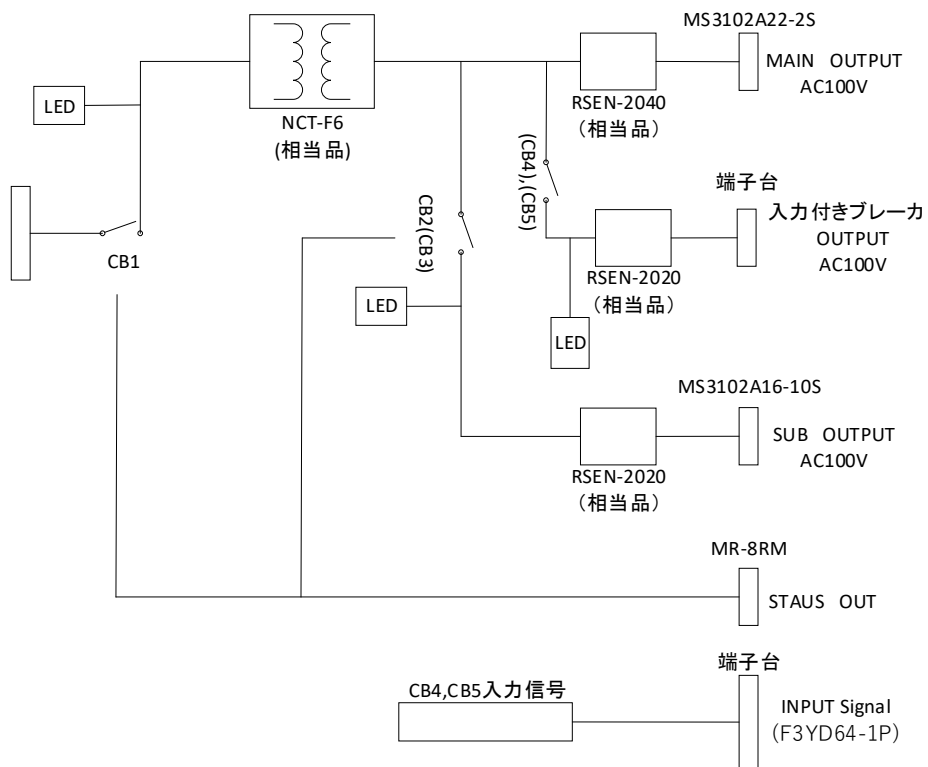 MS3102A22-2S
MAIN OUTPUT
AC100V
LED
NCT-F6
(相当品)
RSEN-2040
（相当品）
(CB4),(CB5)
端子台
入力付きブレーカ
OUTPUT
AC100V
CB1
CB2(CB3)
RSEN-2020
（相当品）
LED
LED
MS3102A16-10S
SUB OUTPUT
AC100V
RSEN-2020
（相当品）
MR-8RM
STAUS OUT
端子台
CB4,CB5入力信号
INPUT Signal
(F3YD64-1P)